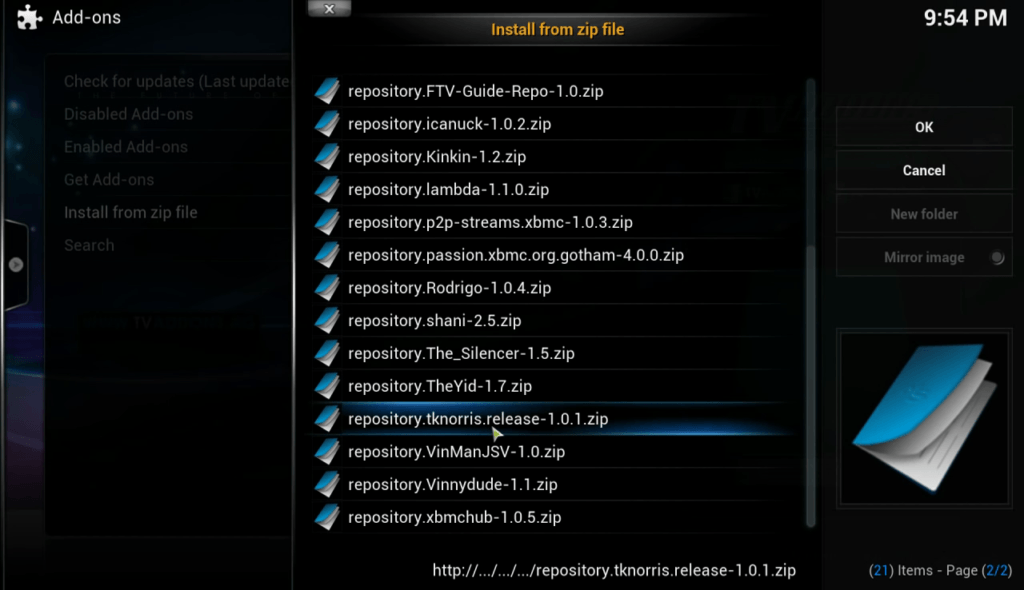 Add-ons
x
Install from zip file
9:54 PM
Check for updates (Last update
Disabled Add-ons
Enabled Add-ons
Get Add-ons
Install from zip file
Search
repository.FTV-Guide-Repo-1.0.zip
repository.icanuck-1.0.2.zip
repository.Kinkin-1.2.zip
repository.lambda-1.1.0.zip
repository.p2p-streams.xbmc-1.0.3.zip
repository.passion.xbmc.org.gotham-4.0.0.zip
repository.Rodrigo-1.0.4.zip
repository.shani-2.5.zip
repository.The_Silencer-1.5.zip
repository.TheYid-1.7.zip
repository.tknorris.release-1.0.1.zip
repository.VinManJSV-1.0.zip
repository.Vinnydude-1.1.zip
repository.xbmchub-1.0.5.zip
OK
Cancel
New folder
Mirror image
http://.../.../.../repository.tknorris.release-1.0.1.zip
(21) Items - Page (2/2)